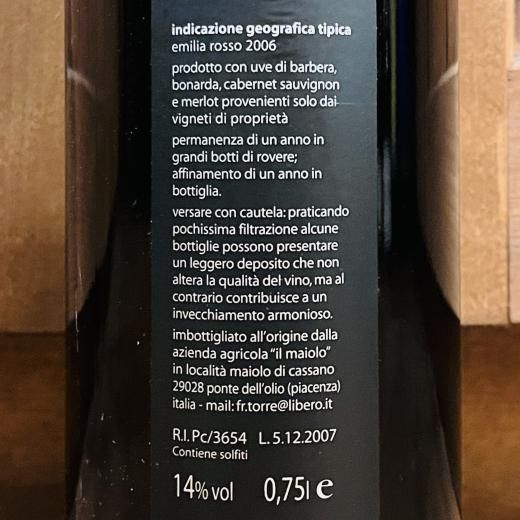 indicazione geografica tipica
emilia rosso 2006
prodotto con uve di barbera,
bonarda, cabernet sauvignon
e merlot provenienti solo dai
vigneti di proprietà
permanenza di un anno in
grandi botti di rovere;
affinamento di un anno in
bottiglia.
versare con cautela: praticando
pochissima filtrazione alcune
bottiglie possono presentare
un leggero deposito che non
altera la qualità del vino, ma al
contrario contribuisce a un
invecchiamento armonioso.
imbottigliato all'origine dalla
azienda agricola "il maiolo"
in località maiolo di cassano
29028 ponte dell'olio (piacenza)
italia - mail: fr.torre@libero.it
R.I. Pc/3654 L. 5.12.2007
Contiene solfiti
14% vol 0,75l e